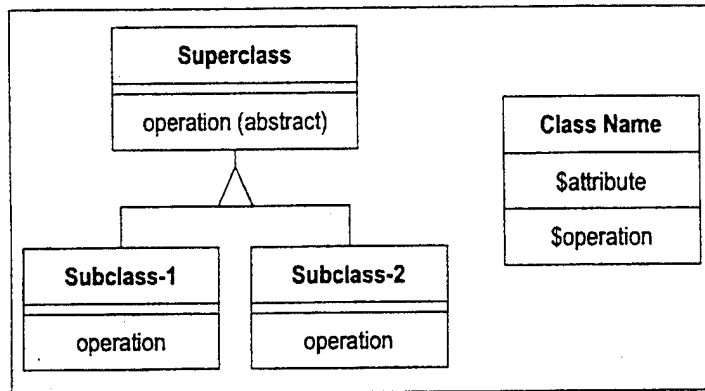 Superclass
operation (abstract)
Class Name
$attribute
$operation
Subclass-1
operation
Subclass-2
operation